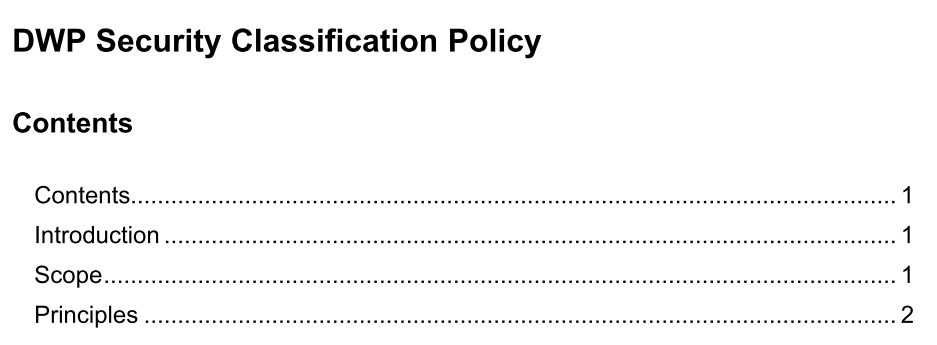 DWP Security Classification Policy
Contents
Contents.................................................................................................................. 1
Introduction ............................................................................................................. 1
Scope...................................................................................................................... 1
Principles ................................................................................................................ 2